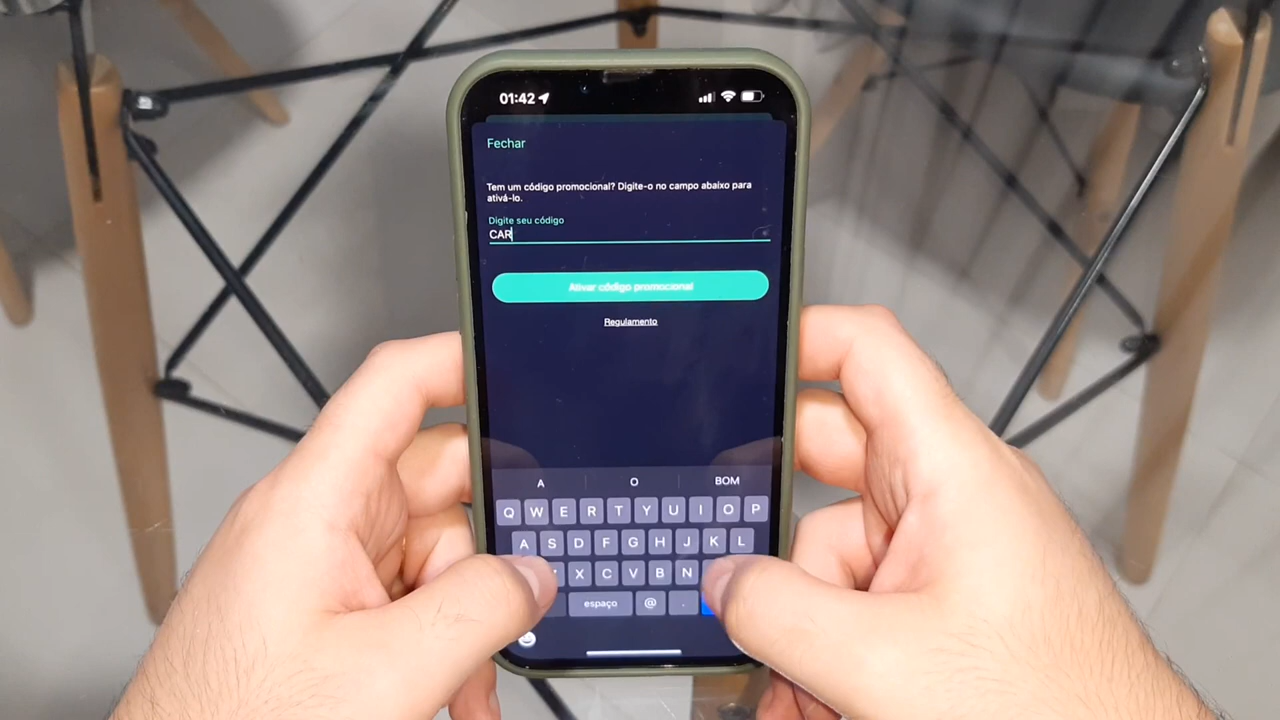 01:42
Fechar
Tem um código promocional? Digite-o no campo abaixo para
ativá-lo.
Digite seu código
CAR
Ativar código promocional
Regulamento
A O BOM
Q W E R T Y U I O P
A S D F G H J K L
X C V B N
espaço @ .